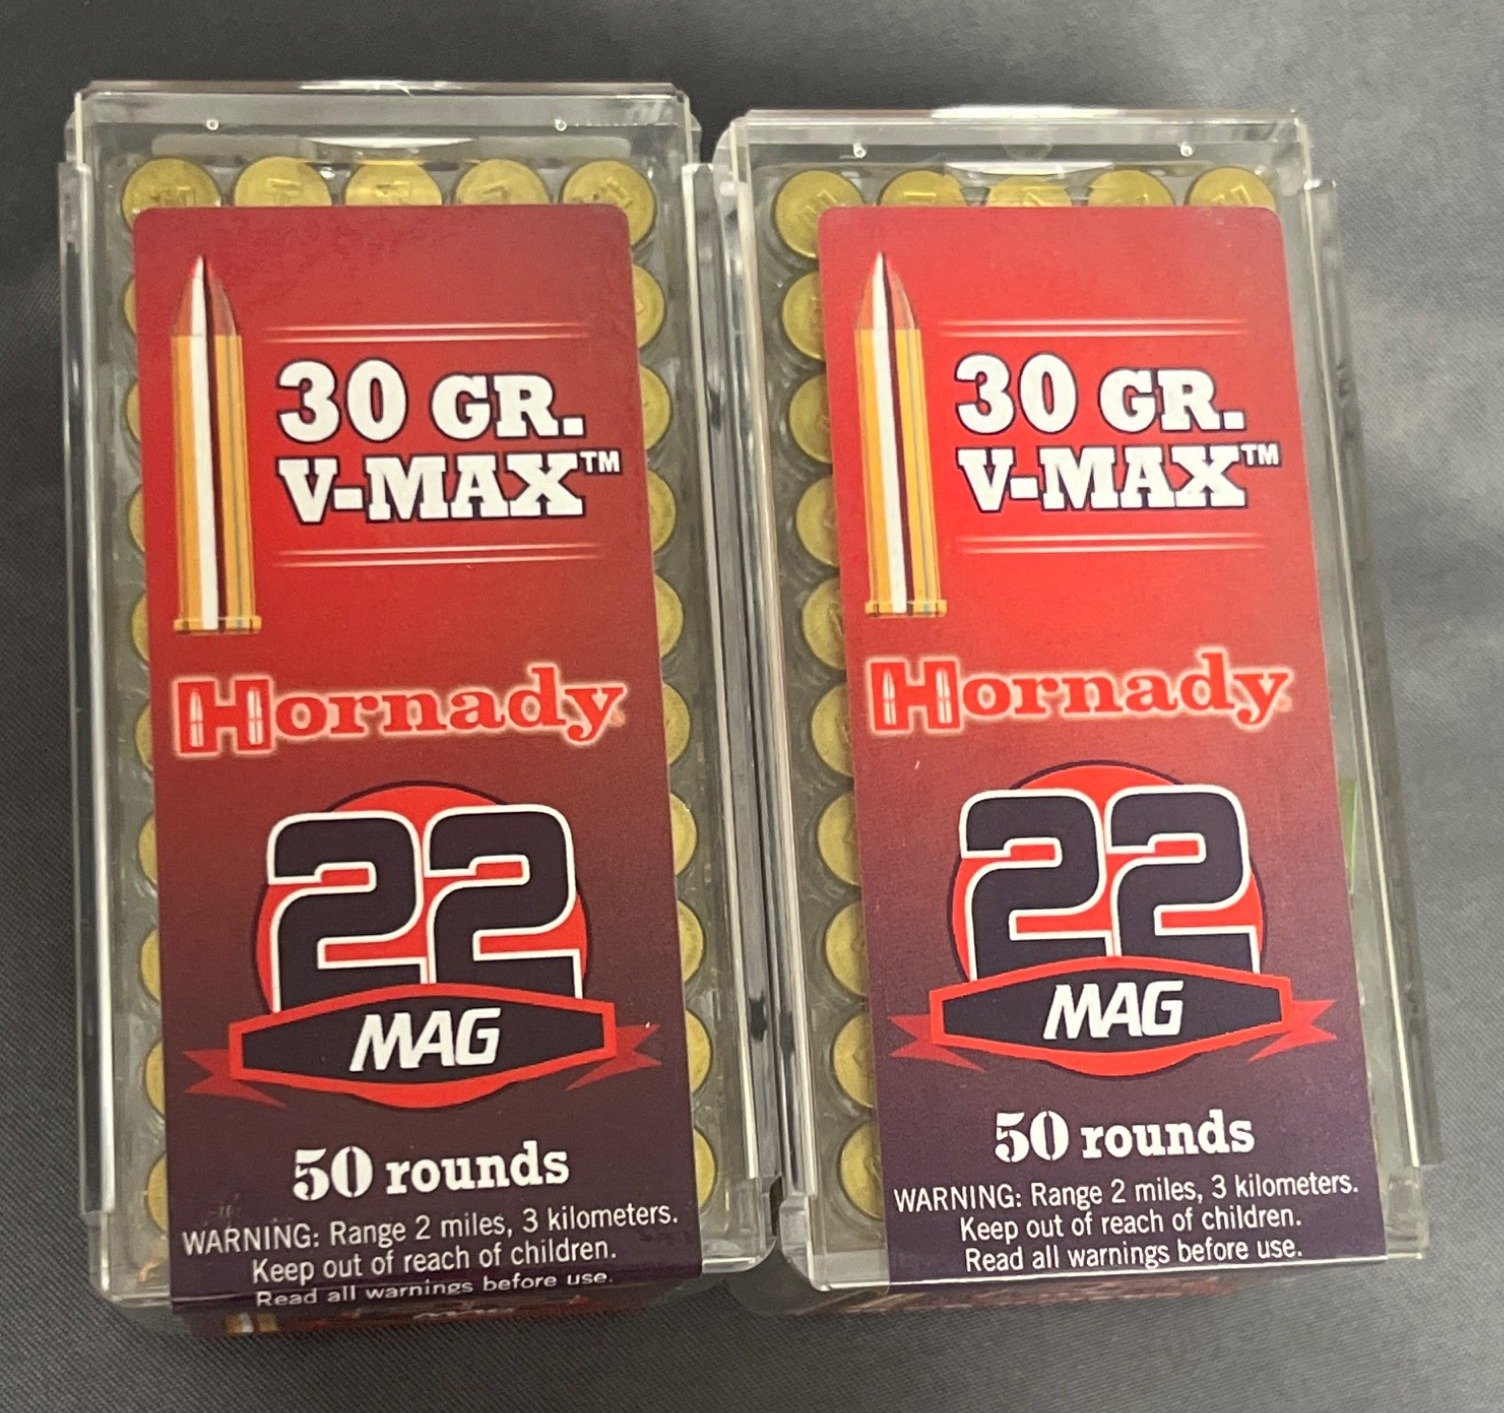 30 GR.
V-MAX™
Hornady
22
MAG
50 rounds
WARNING: Range 2 miles, 3 kilometers.
Keep out of reach of children.
Read all warnings before use.
30 GR.
V-MAX™
Hornady
22
MAG
50 rounds
WARNING: Range 2 miles, 3 kilometers.
Keep out of reach of children.
Read all warnings before use.